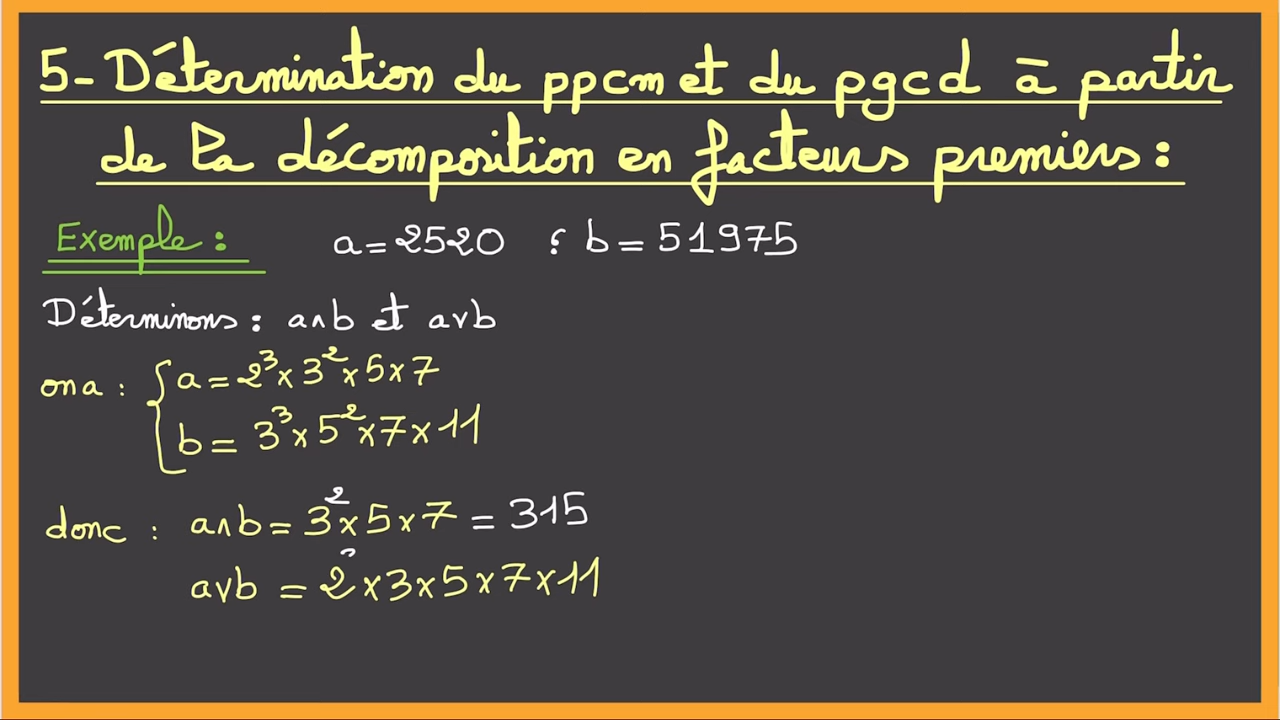 5- Détermination du ppcm et du pgcd à partir
de la décomposition en facteurs premiers :
Exemple : a = 2520 ; b = 51975
Déterminons : a∧b et a∨b
on a : { a = 2³ × 3² × 5 × 7
b = 3³ × 5² × 7 × 11
donc : a∧b = 3² × 5 × 7 = 315
a∨b = 2 × 3 × 5 × 7 × 11